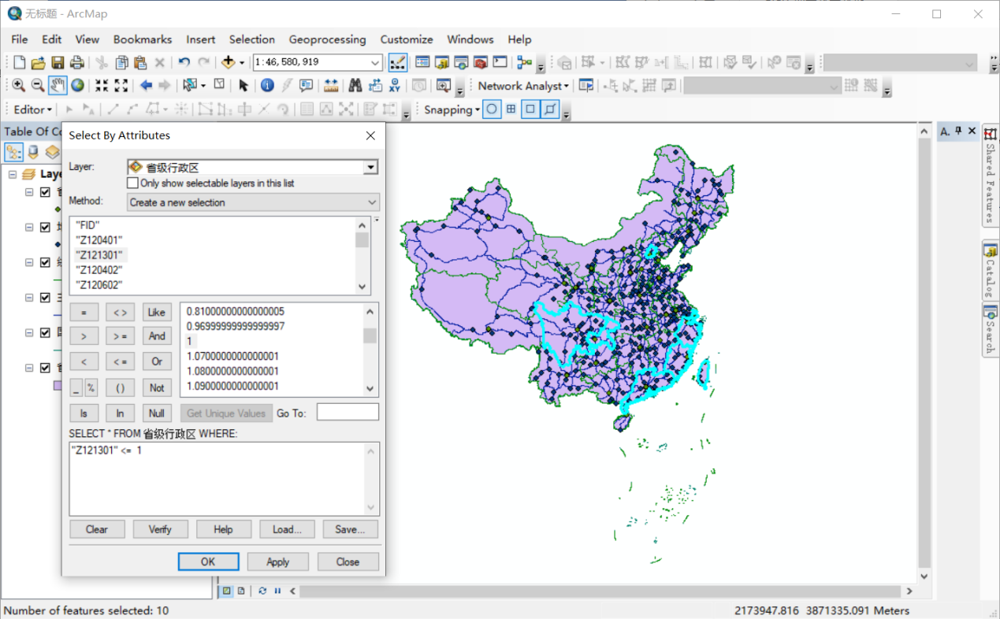 无标题 - ArcMap
File Edit View Bookmarks Insert Selection Geoprocessing Customize Windows Help
1:46,580,919
Network Analyst
Editor
Snapping
Table Of Co
Laye
Select By Attributes
Layer: 省级行政区
Only show selectable layers in this list
Method: Create a new selection
"FID"
"Z120401"
"Z121301"
"Z120402"
"Z120602"
= < > Like
> > = And
< < = Or
_ % ( ) Not
Is In Null
0.81000000000000005
0.96999999999999997
1
1.0700000000000001
1.0800000000000001
1.0900000000000001
Get Unique Values Go To:
SELECT * FROM 省级行政区 WHERE:
"Z121301" <= 1
Clear Verify Help Load... Save...
OK Apply Close
A.
Shared Features
Catalog
Search
Number of features selected: 10
2173947.816 3871335.091 Meters